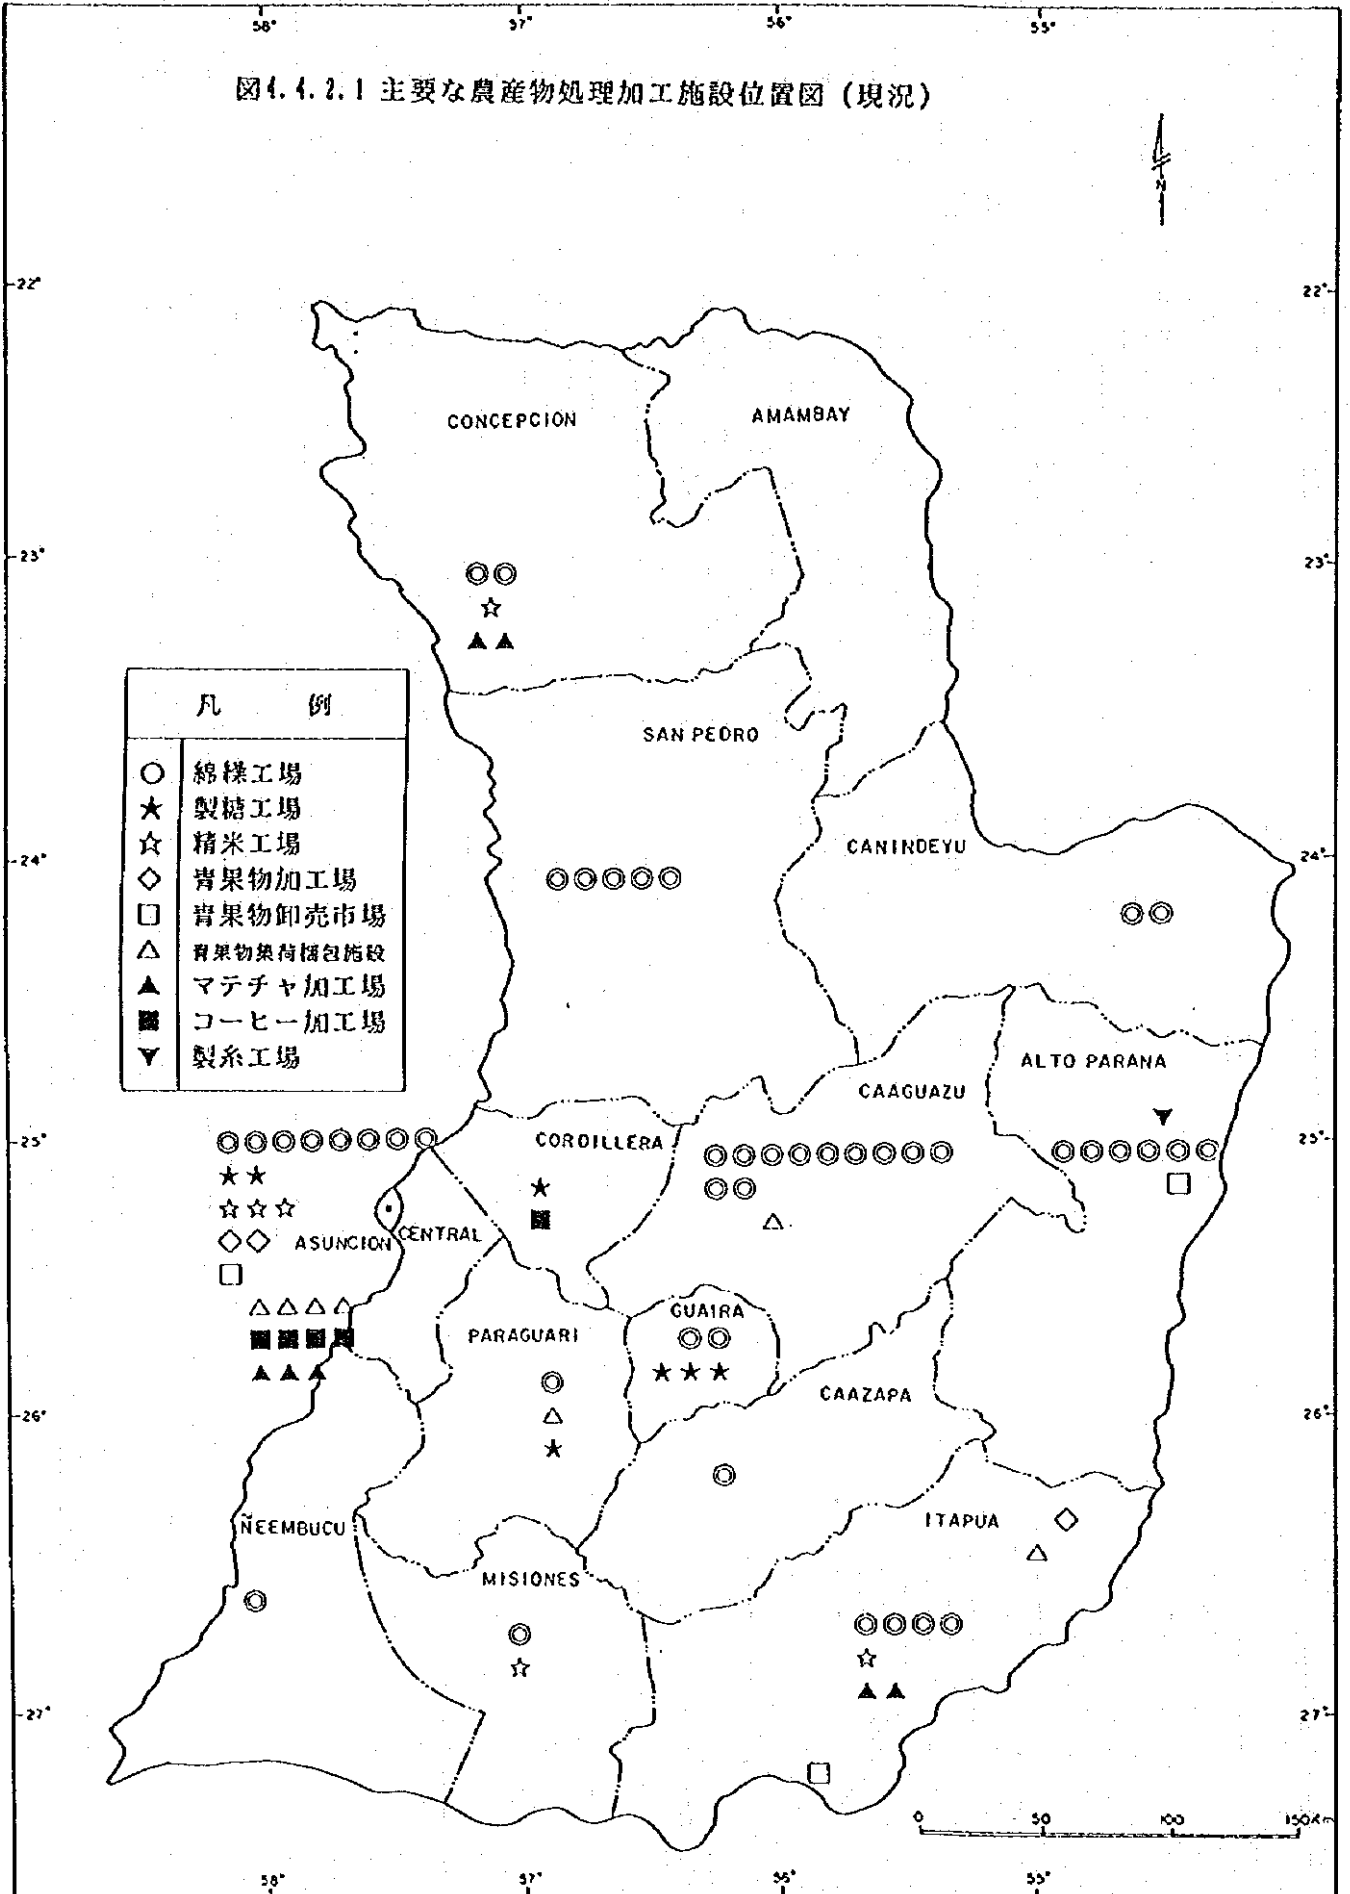 58° 57° 56° 55°
図4.4.2.1 主要な農産物処理加工施設位置図 (現況)
N
22° 22°
CONCEPCION AMAMBAY
23° 23°
凡 例
綿繰工場
製糖工場
精米工場
青果物加工場
青果物卸売市場
青果物集荷梱包施設
マテチャ加工場
コーヒー加工場
製糸工場
SAN PEDRO
CANINDEYU
24° 24°
ALTO PARANA
CAAGUAZU
25° 25°
CORDILLERA
ASUNCION CENTRAL
GUAIRA
PARAGUARI
CAAZAPA
26° 26°
ÑEEMBUCU ITAPUA
MISIONES
27° 27°
0 50 100 150Km
58° 57° 56° 55°